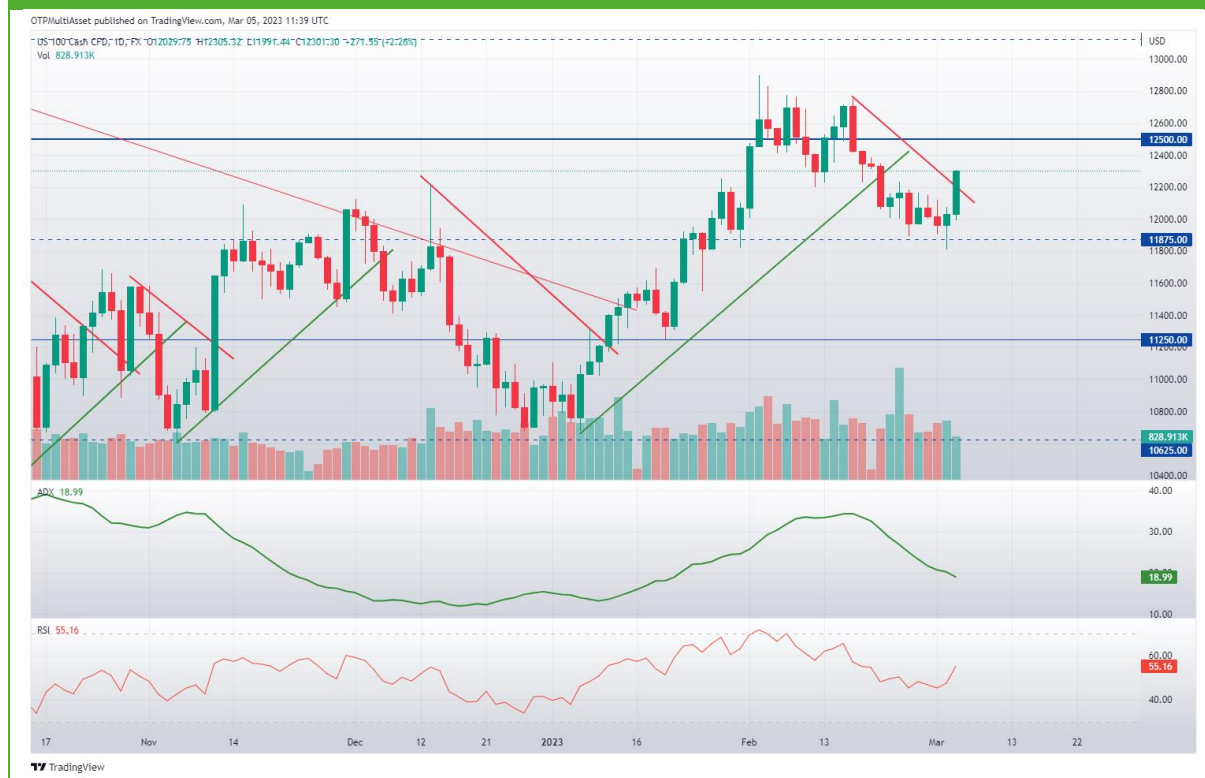 OTPMultiAsset published on TradingView.com, Mar 05, 2023 11:39 UTC
US 100 Cash CFD, 1D, FX O12029.75 H12305.32 L11991.44 C12301.30 +271.55 (+2.26%)
Vol 828.913K
USD
13000.00
12800.00
12600.00
12500.00
12400.00
12200.00
12000.00
11875.00
11800.00
11600.00
11400.00
11250.00
11200.00
11000.00
10800.00
828.913K
10625.00
10400.00
ADX 18.99
40.00
30.00
20.00
18.99
10.00
RSI 55.16
60.00
55.16
40.00
17 Nov 14 Dec 12 21 2023 16 Feb 13 Mar 13 22
TradingView